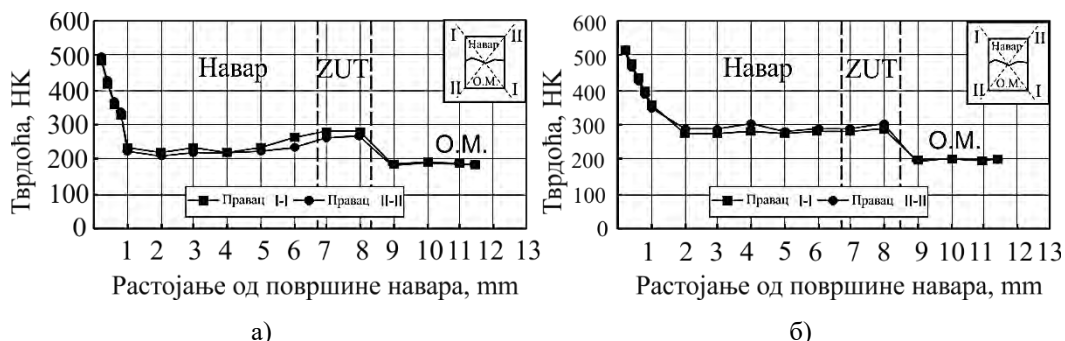 600
500
400
300
200
100
0
Тврдоћа, HK
Навар
ZUT
О.М.
I
II
Навар
О.М.
II
I
Правац I-I
Правац II-II
1 2 3 4 5 6 7 8 9 10 11 12 13
Растојање од површине навара, mm
а)
600
500
400
300
200
100
0
Тврдоћа, HK
Навар
ZUT
О.М.
I
II
Навар
О.М.
II
I
Правац I-I
Правац II-II
1 2 3 4 5 6 7 8 9 10 11 12 13
Растојање од површине навара, mm
б)